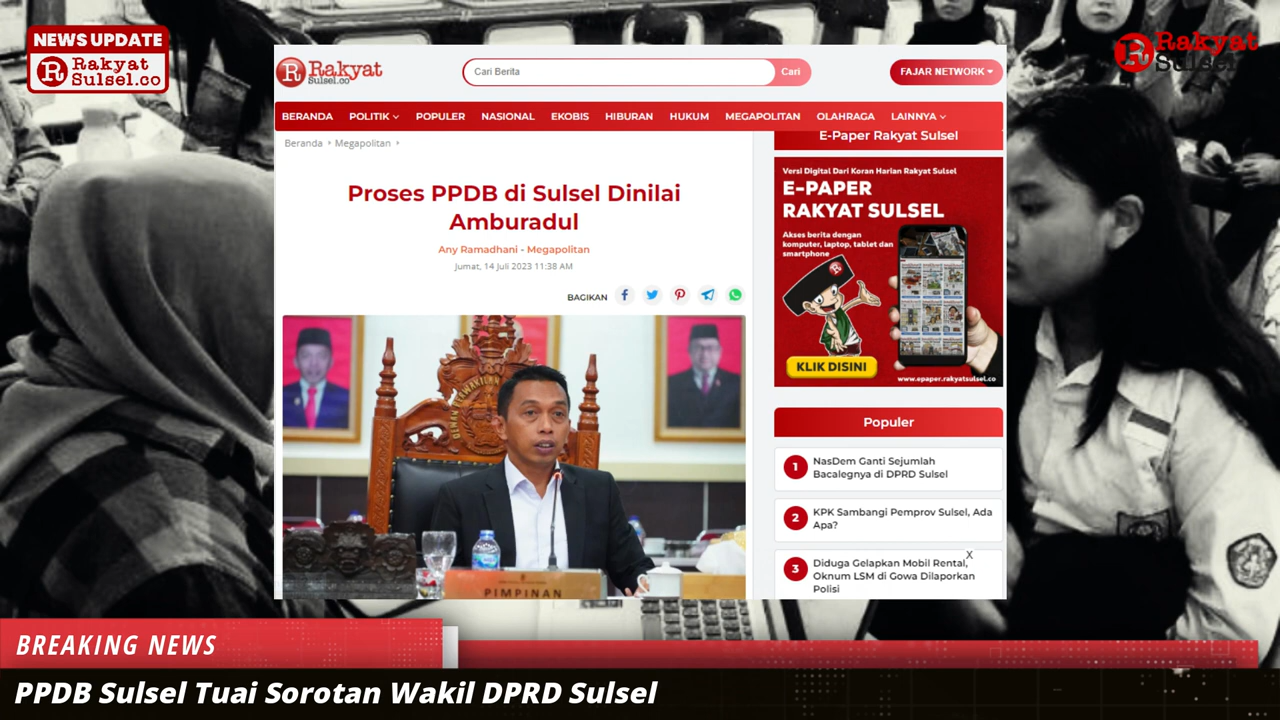 NEWS UPDATE
Rakyat
Sulsel.co
Rakyat
Sulsel
Rakyat
Sulsel.co
Cari Berita
Cari
FAJAR NETWORK
BERANDA POLITIK POPULER NASIONAL EKOBIS HIBURAN HUKUM MEGAPOLITAN OLAHRAGA LAINNYA
Beranda Megapolitan
Proses PPDB di Sulsel Dinilai
Amburadul
Any Ramadhani - Megapolitan
Jumat, 14 Juli 2023 11:38 AM
BAGIKAN
PIMPINAN
E-Paper Rakyat Sulsel
Versi Digital Dari Koran Harian Rakyat Sulsel
E-PAPER
RAKYAT SULSEL
Akses berita dengan
komputer, laptop, tablet dan
smartphone
KLIK DISINI
www.epaper.rakyatsulsel.co
Populer
1 NasDem Ganti Sejumlah
Bacalegnya di DPRD Sulsel
2 KPK Sambangi Pemprov Sulsel, Ada
Apa?
X
3 Diduga Gelapkan Mobil Rental,
Oknum LSM di Gowa Dilaporkan
Polisi
BREAKING NEWS
PPDB Sulsel Tuai Sorotan Wakil DPRD Sulsel